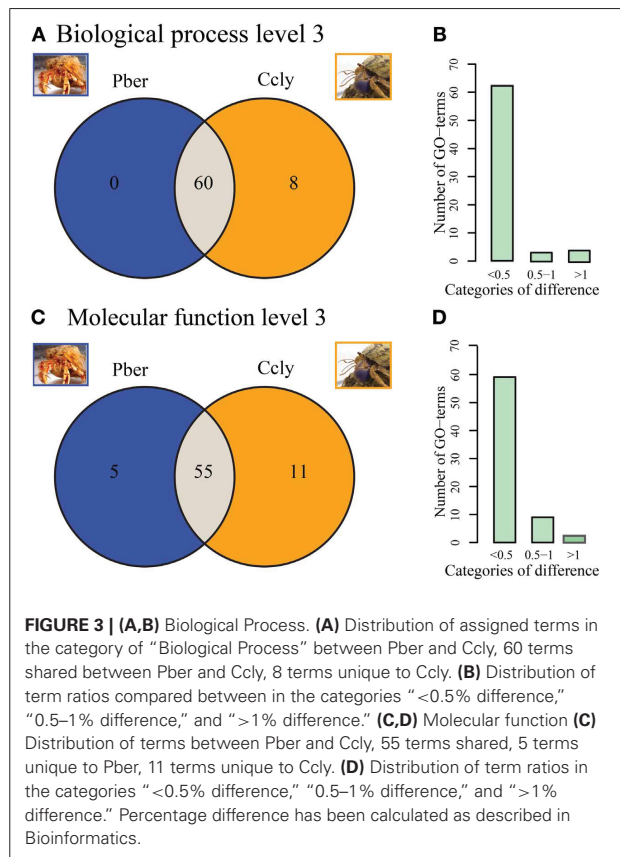 A Biological process level 3
Pber
Ccly
0
60
8
B
Number of GO-terms
0 10 20 30 40 50 60 70
<0.5 0.5-1 >1
Categories of difference
C Molecular function level 3
Pber
Ccly
5
55
11
D
Number of GO-terms
0 10 20 30 40 50 60 70
<0.5 0.5-1 >1
Categories of difference
FIGURE 3 | (A,B) Biological Process. (A) Distribution of assigned terms in
the category of “Biological Process” between Pber and Ccly, 60 terms
shared between Pber and Ccly, 8 terms unique to Ccly. (B) Distribution of
term ratios compared between in the categories “<0.5% difference,”
“0.5–1% difference,” and “>1% difference.” (C,D) Molecular function (C)
Distribution of terms between Pber and Ccly, 55 terms shared, 5 terms
unique to Pber, 11 terms unique to Ccly. (D) Distribution of term ratios in
the categories “<0.5% difference,” “0.5–1% difference,” and “>1%
difference.” Percentage difference has been calculated as described in
Bioinformatics.